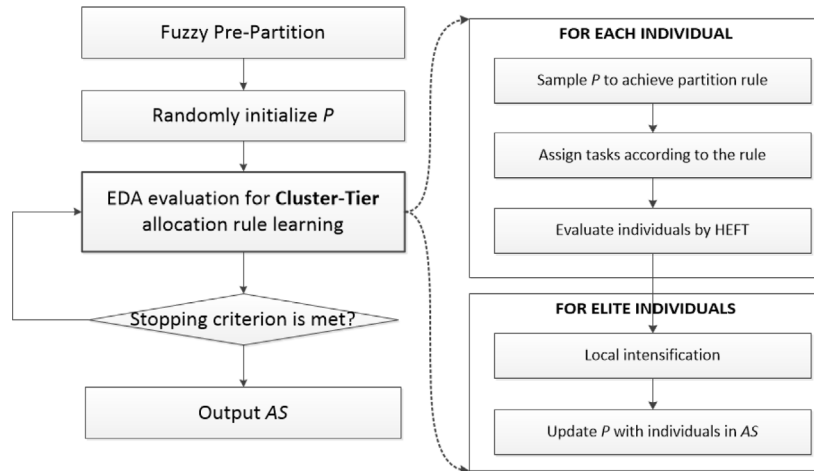 Fuzzy Pre-Partition
Randomly initialize P
EDA evaluation for Cluster-Tier
allocation rule learning
Stopping criterion is met?
Output AS
FOR EACH INDIVIDUAL
Sample P to achieve partition rule
Assign tasks according to the rule
Evaluate individuals by HEFT
FOR ELITE INDIVIDUALS
Local intensification
Update P with individuals in AS